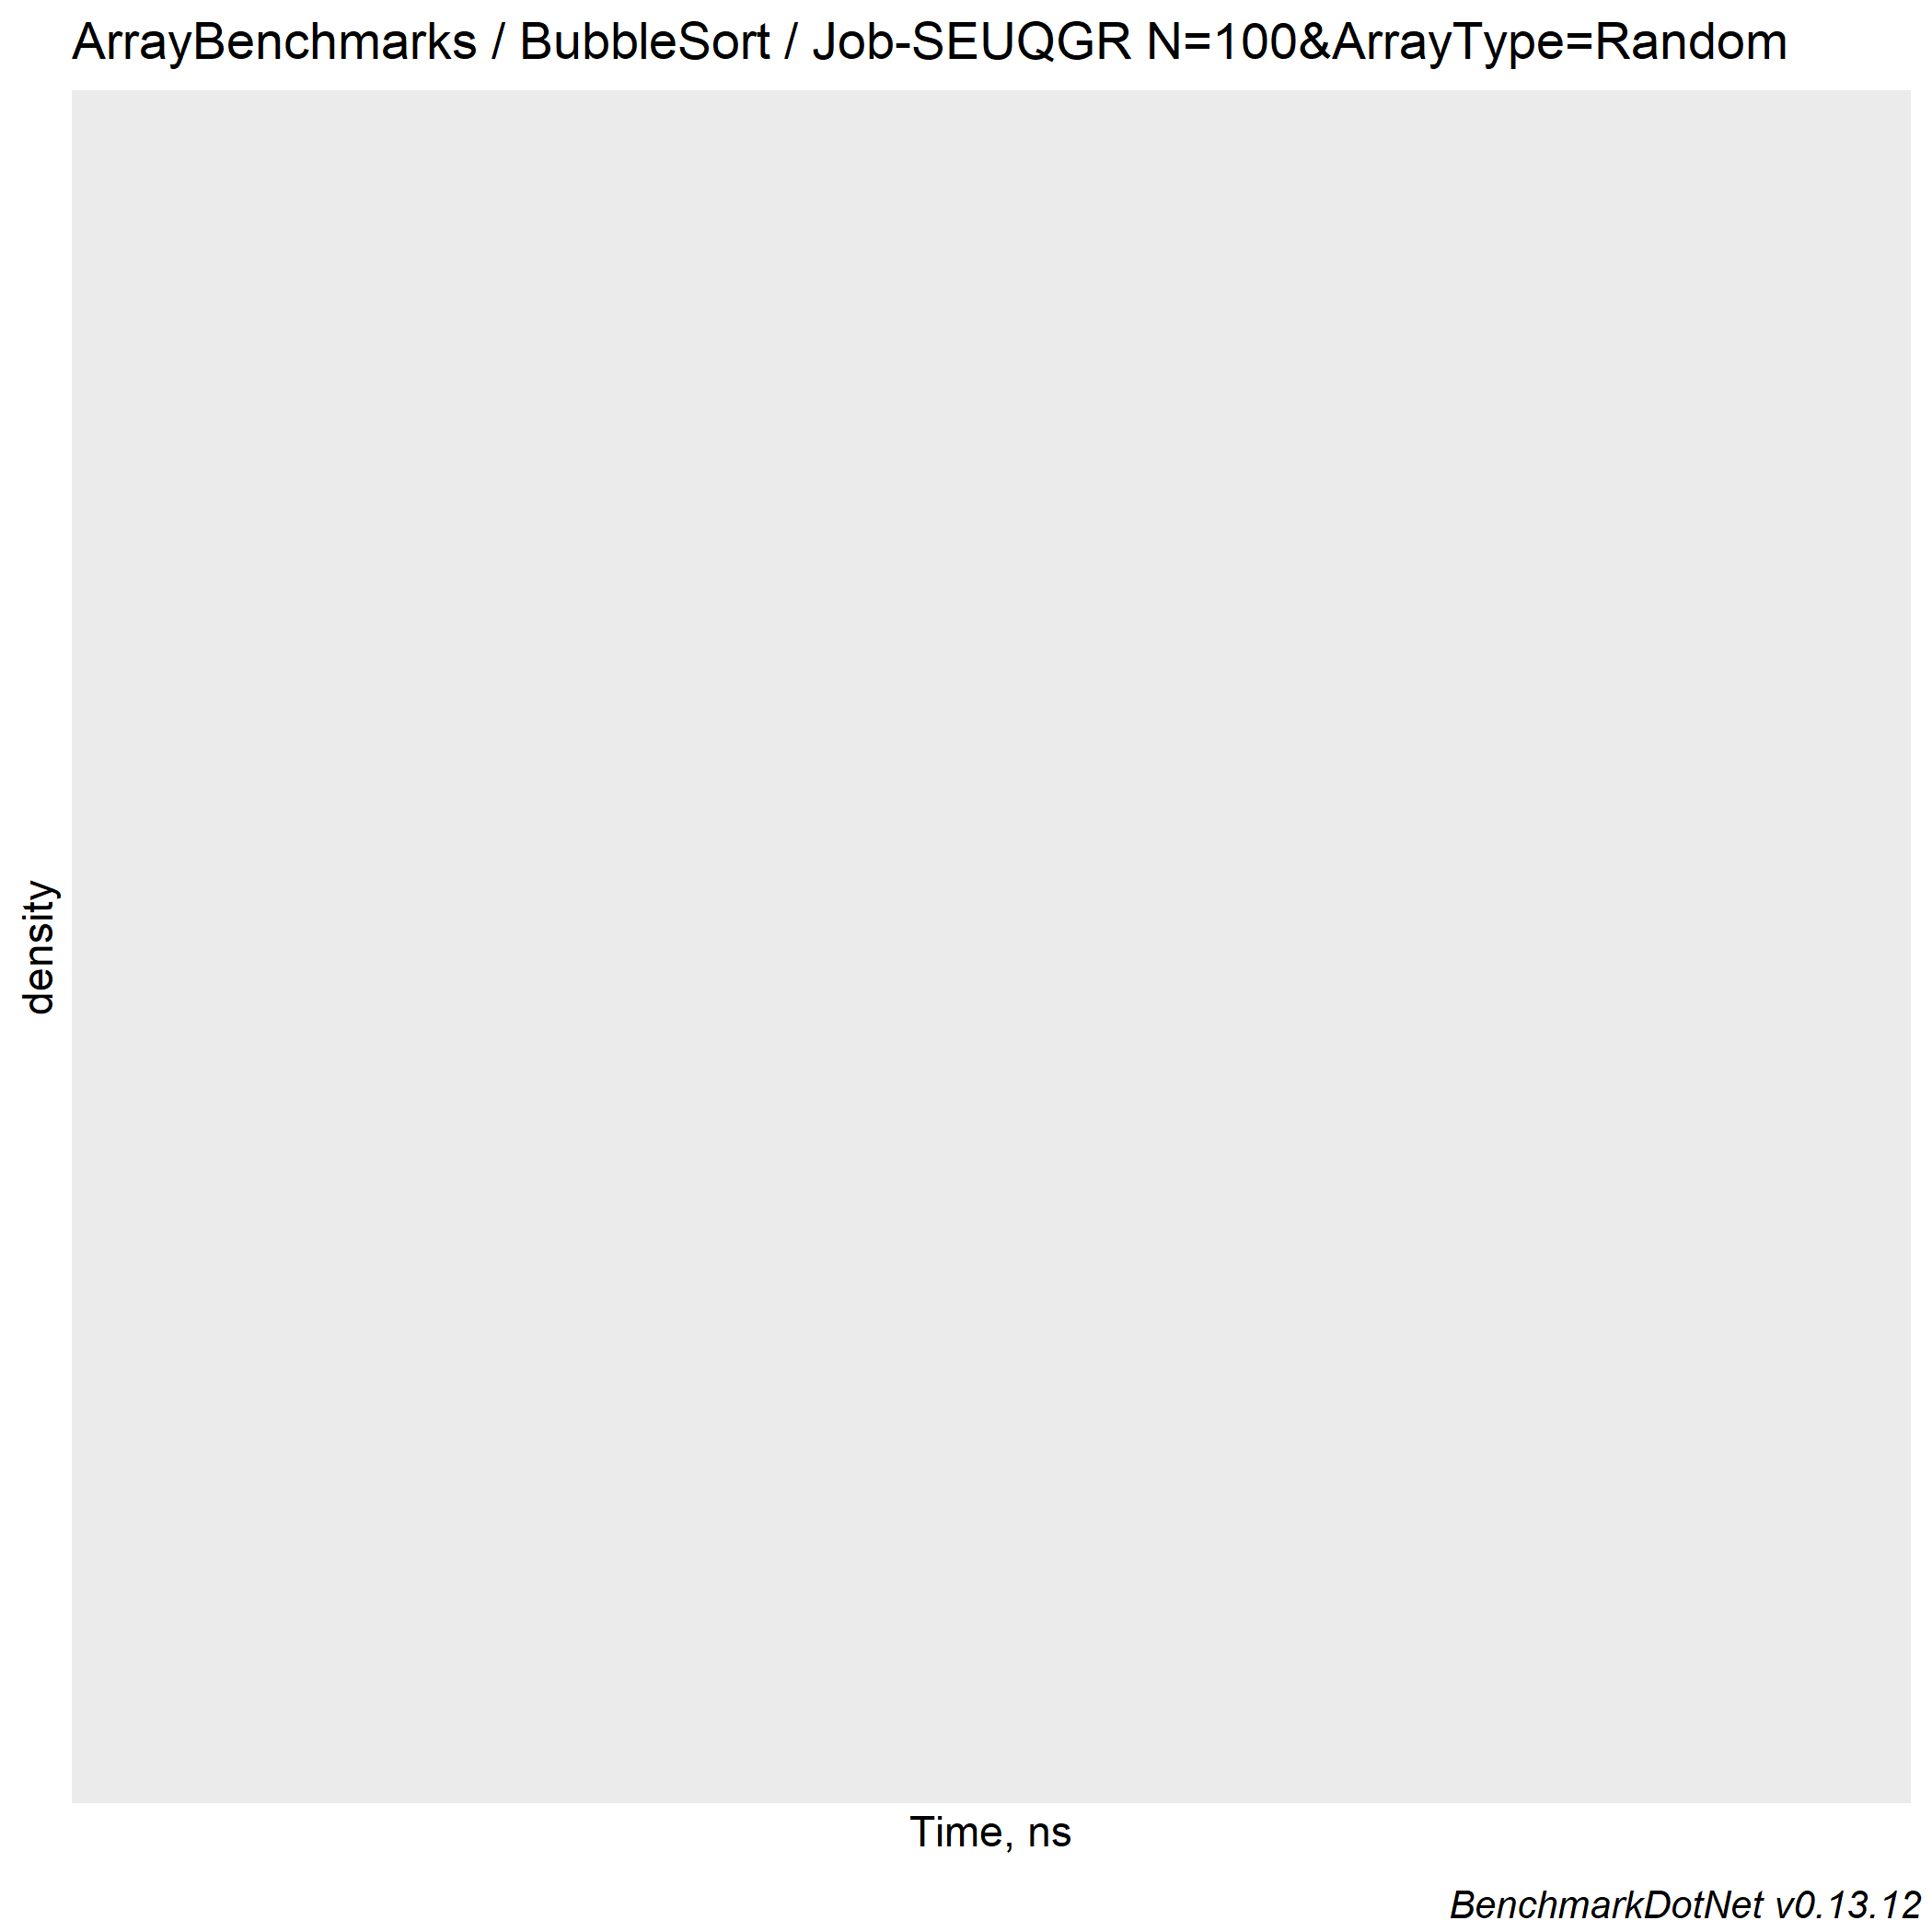 ArrayBenchmarks / BubbleSort / Job-SEUQGR N=100&ArrayType=Random
density
Time, ns
BenchmarkDotNet v0.13.12